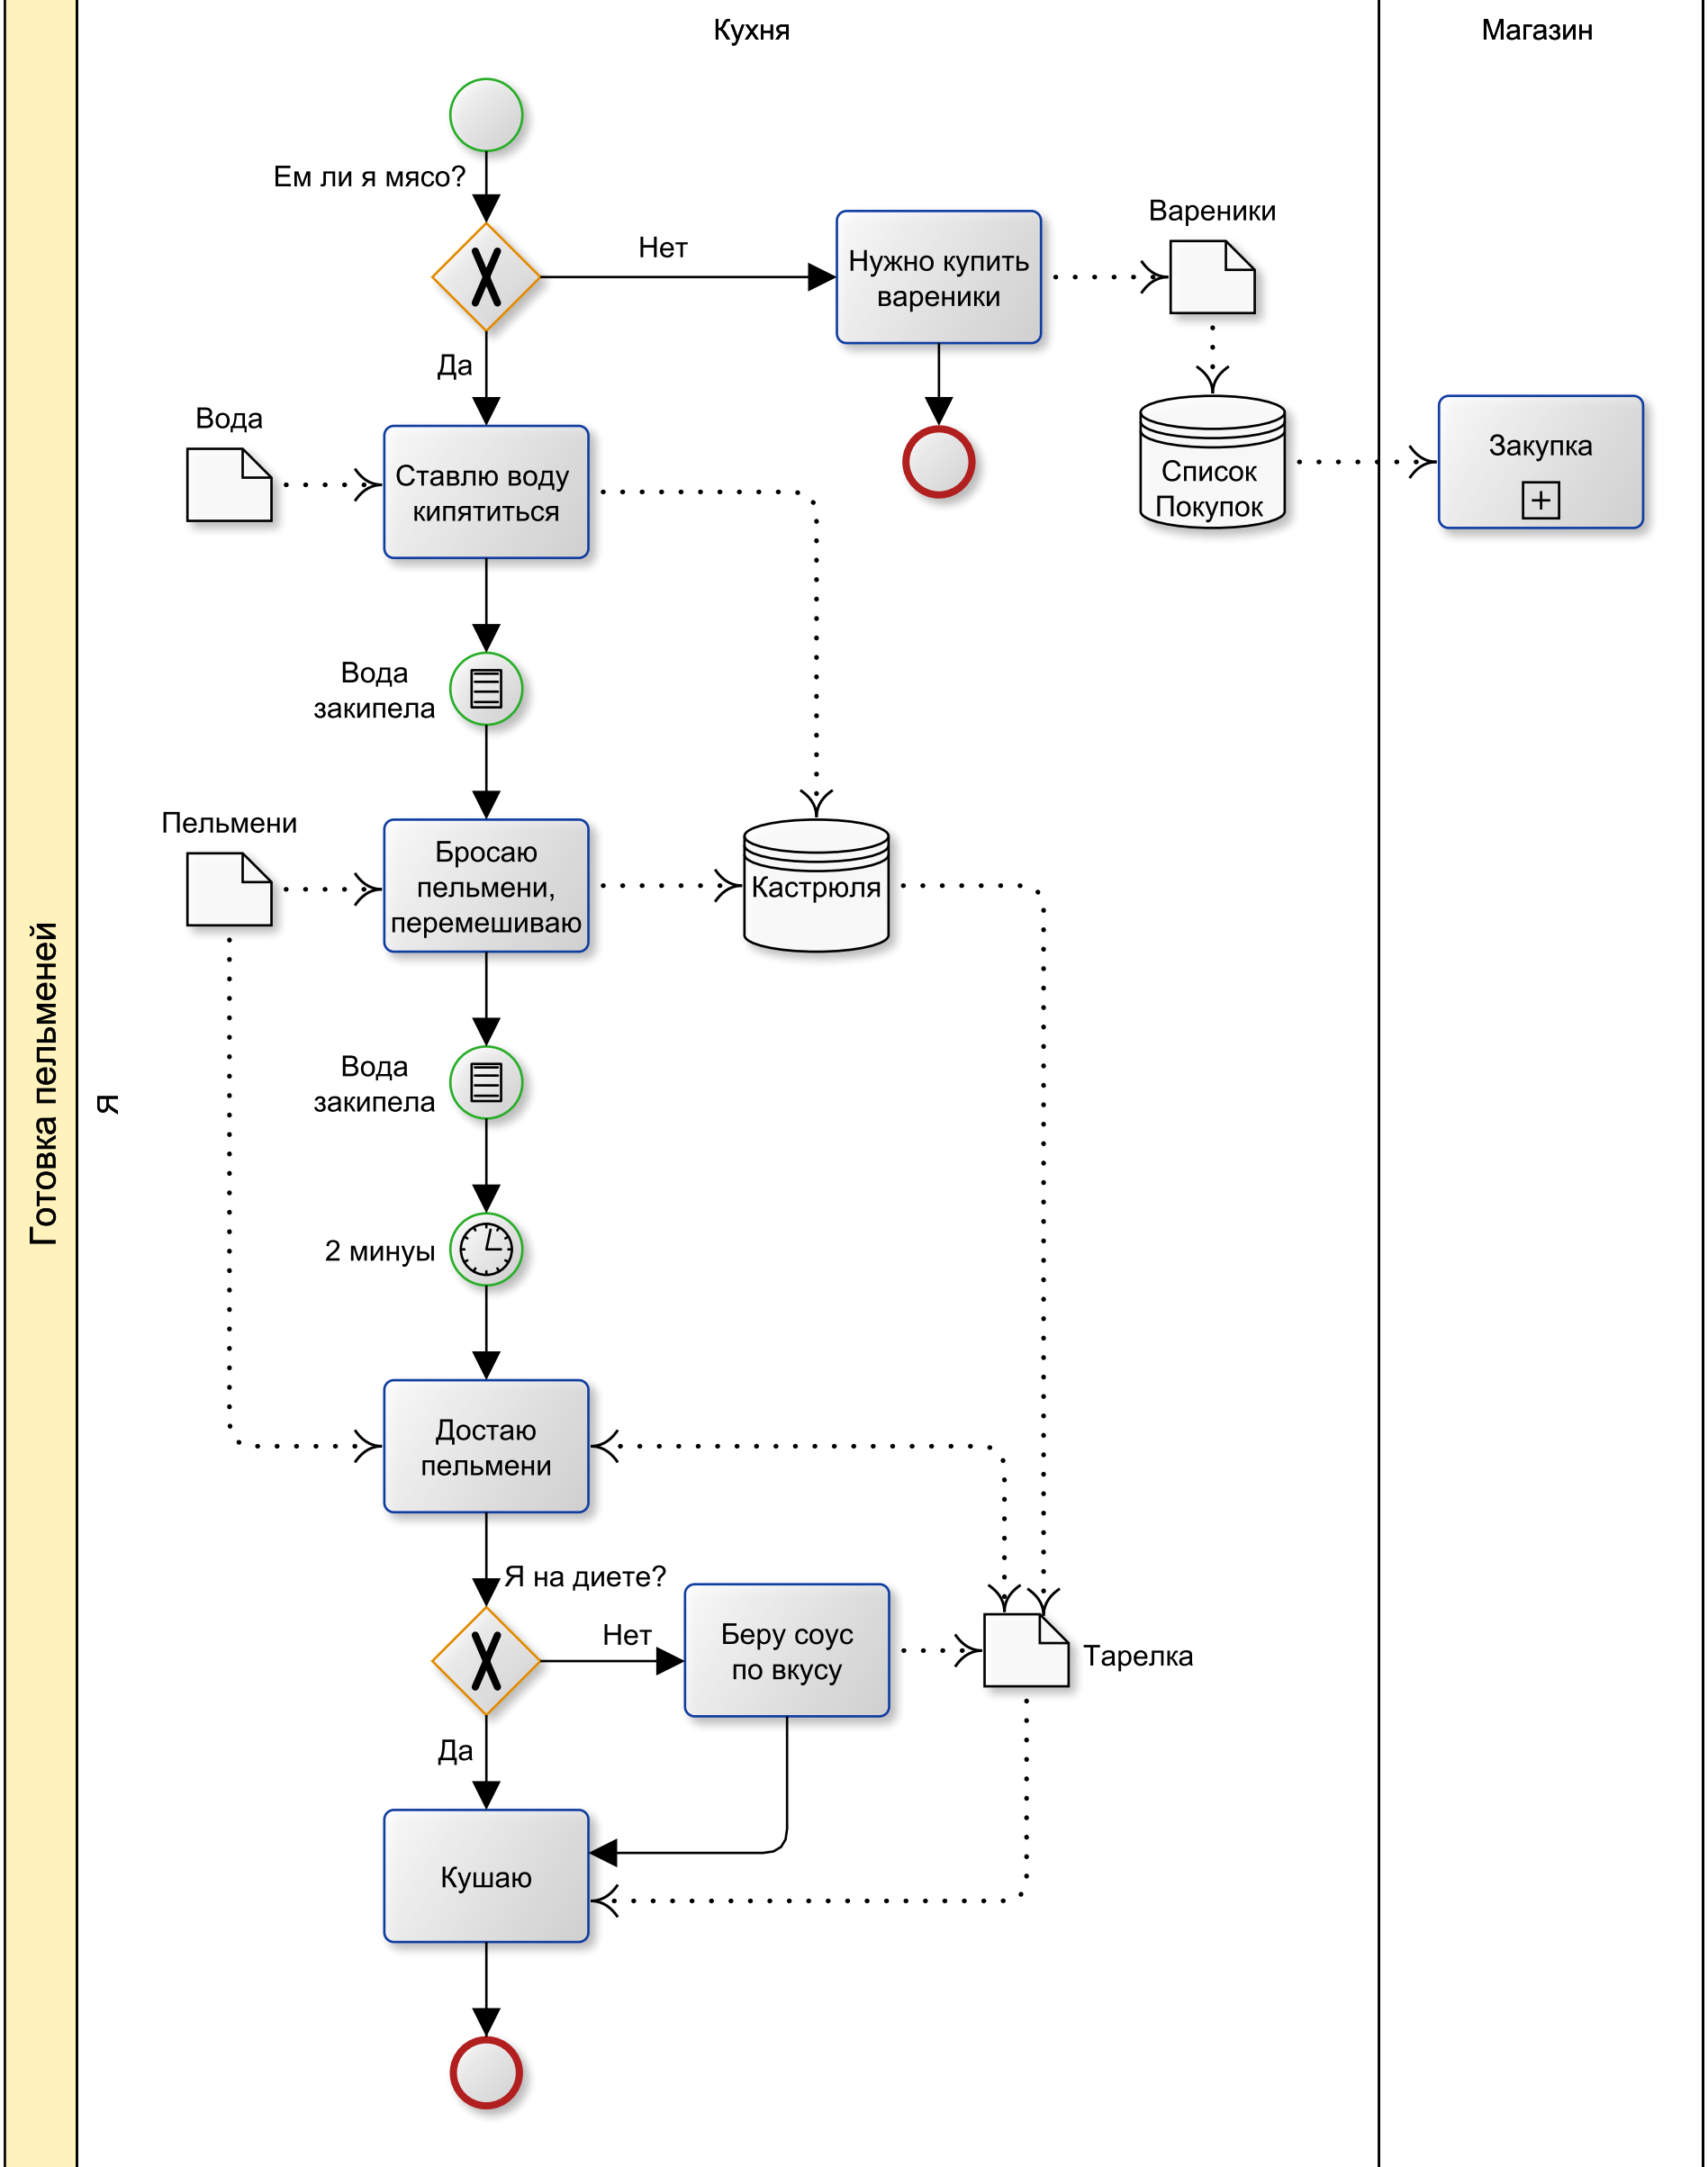 Кухня
Магазин
Готовка пельменей
Я
Ем ли я мясо?
Нет
Нужно купить
вареники
Вареники
Да
Вода
Ставлю воду
кипятиться
Список
Покупок
Закупка
Вода
закипела
Пельмени
Бросаю
пельмени,
перемешиваю
Кастрюля
Вода
закипела
2 минуы
Достаю
пельмени
Я на диете?
Нет
Беру соус
по вкусу
Тарелка
Да
Кушаю